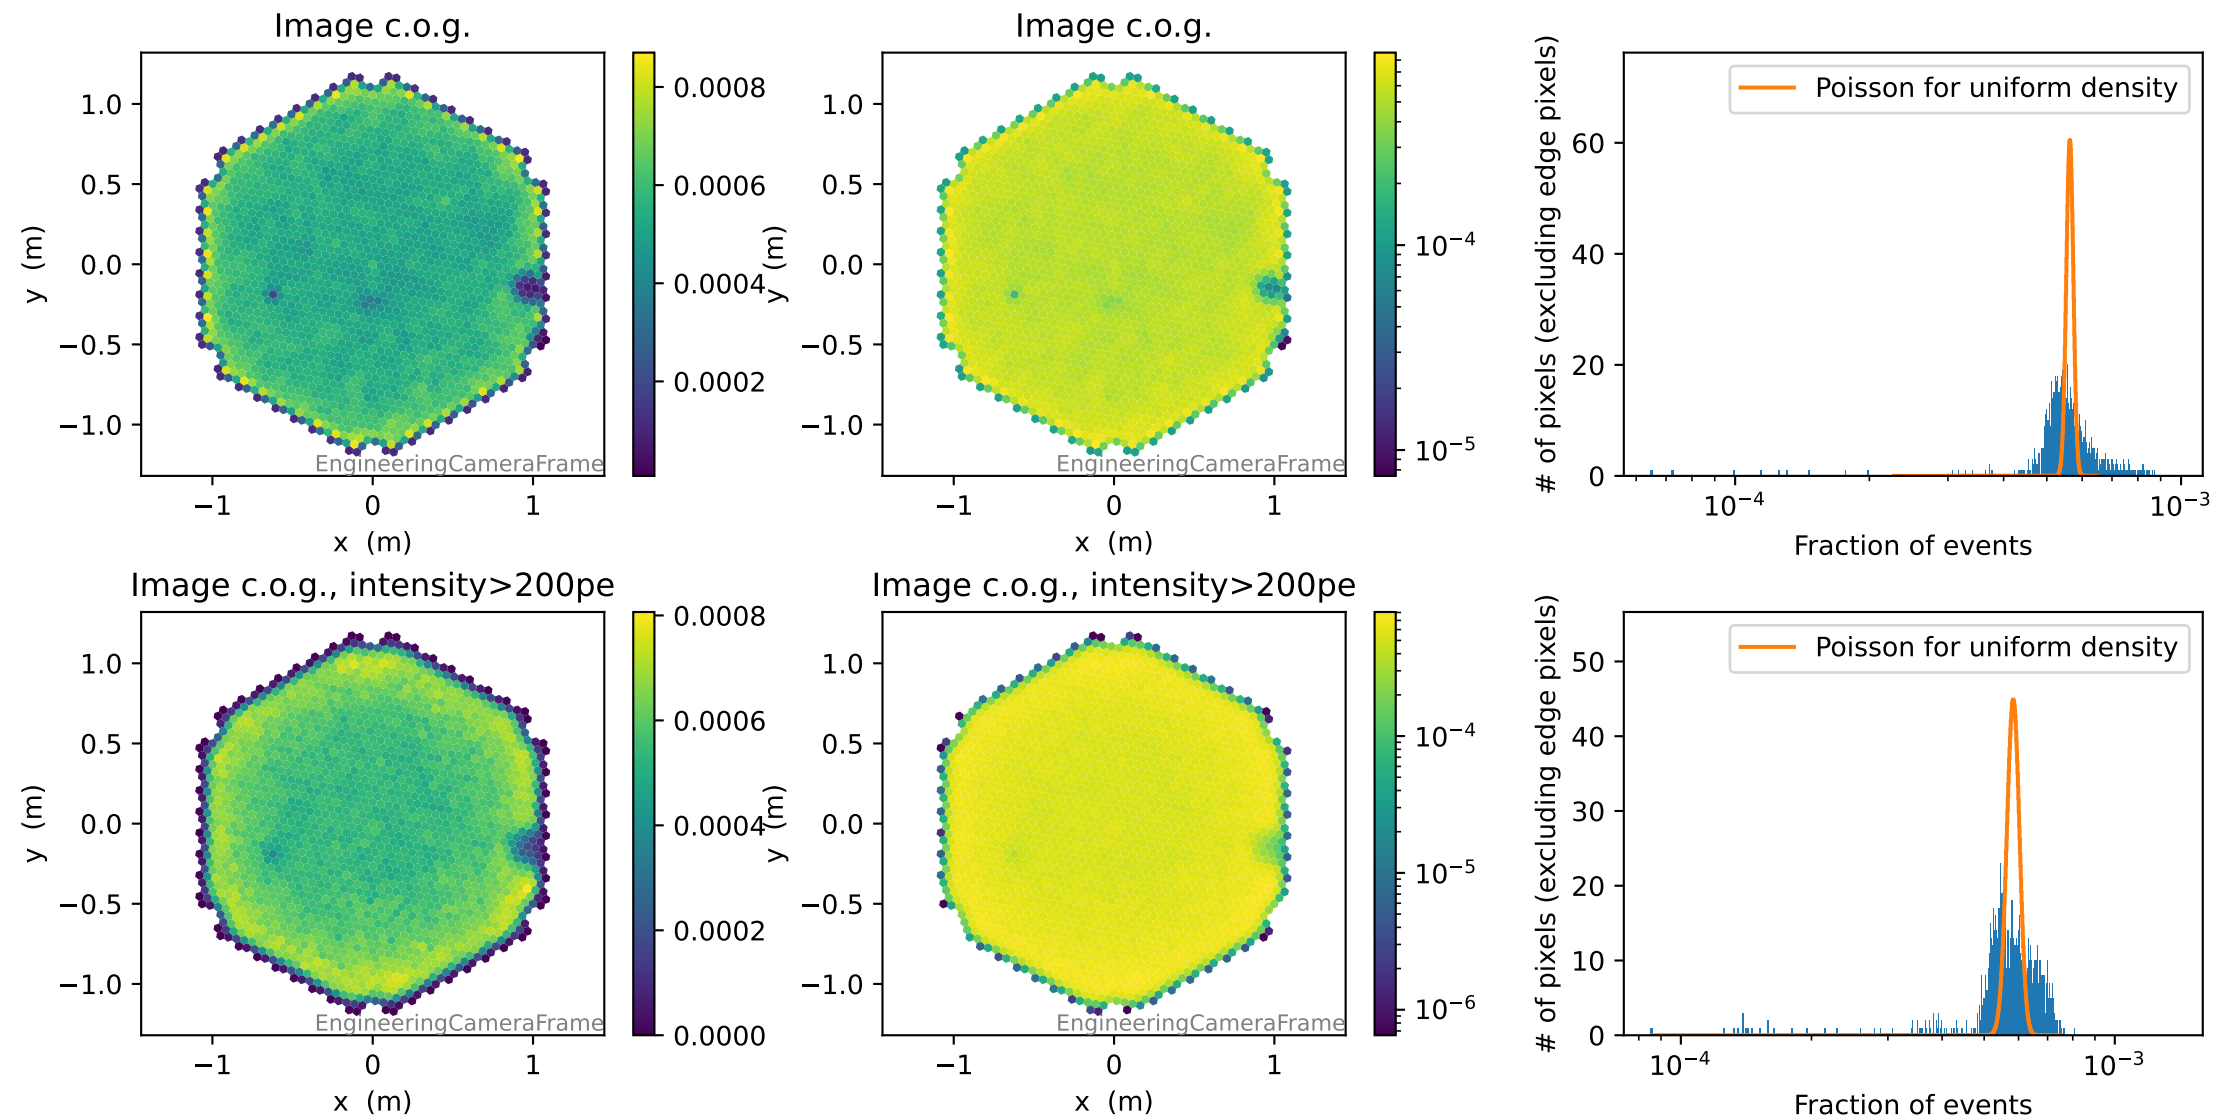 Image c.o.g.
1.0
0.5
0.0
−0.5
−1.0
y (m)
−1
0
1
x (m)
EngineeringCameraFrame
0.0008
0.0006
0.0004
0.0002
Image c.o.g.
1.0
0.5
0.0
−0.5
−1.0
y (m)
−1
0
1
x (m)
EngineeringCameraFrame
10⁻⁴
10⁻⁵
# of pixels (excluding edge pixels)
60
40
20
0
Poisson for uniform density
10⁻⁴
10⁻³
Fraction of events
Image c.o.g., intensity>200pe
1.0
0.5
0.0
−0.5
−1.0
y (m)
−1
0
1
x (m)
EngineeringCameraFrame
0.0008
0.0006
0.0004
0.0002
0.0000
Image c.o.g., intensity>200pe
1.0
0.5
0.0
−0.5
−1.0
y (m)
−1
0
1
x (m)
EngineeringCameraFrame
10⁻⁴
10⁻⁵
10⁻⁶
# of pixels (excluding edge pixels)
50
40
30
20
10
0
Poisson for uniform density
10⁻⁴
10⁻³
Fraction of events